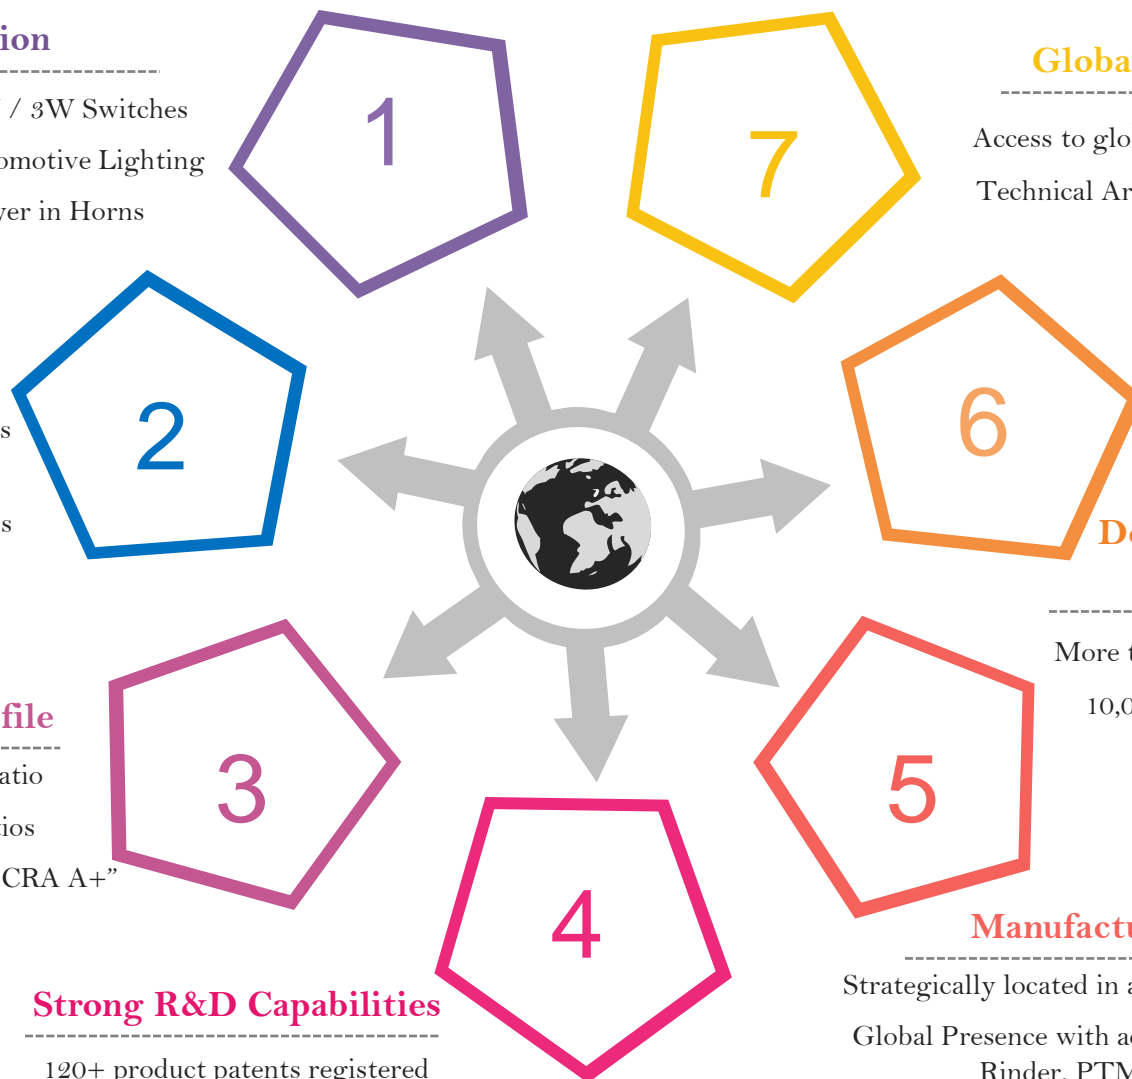 ion
/ 3W Switches
omotive Lighting
yer in Horns
1
7
Globa
Access to glo
Technical Ar
2
s
s
6
De
More t
10,0
file
atio
tios
CRA A+”
3
5
4
Strong R&D Capabilities
120+ product patents registered
Manufactu
Strategically located in a
Global Presence with ac
Rinder, PTM